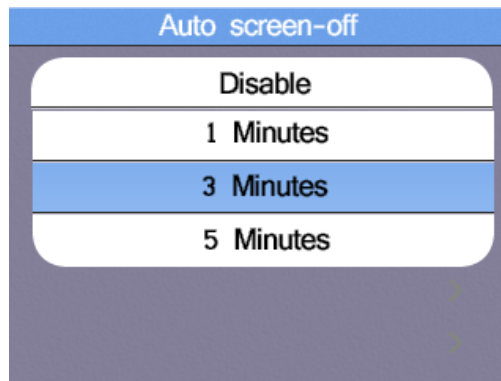 Auto screen-off
Disable
1 Minutes
3 Minutes
5 Minutes